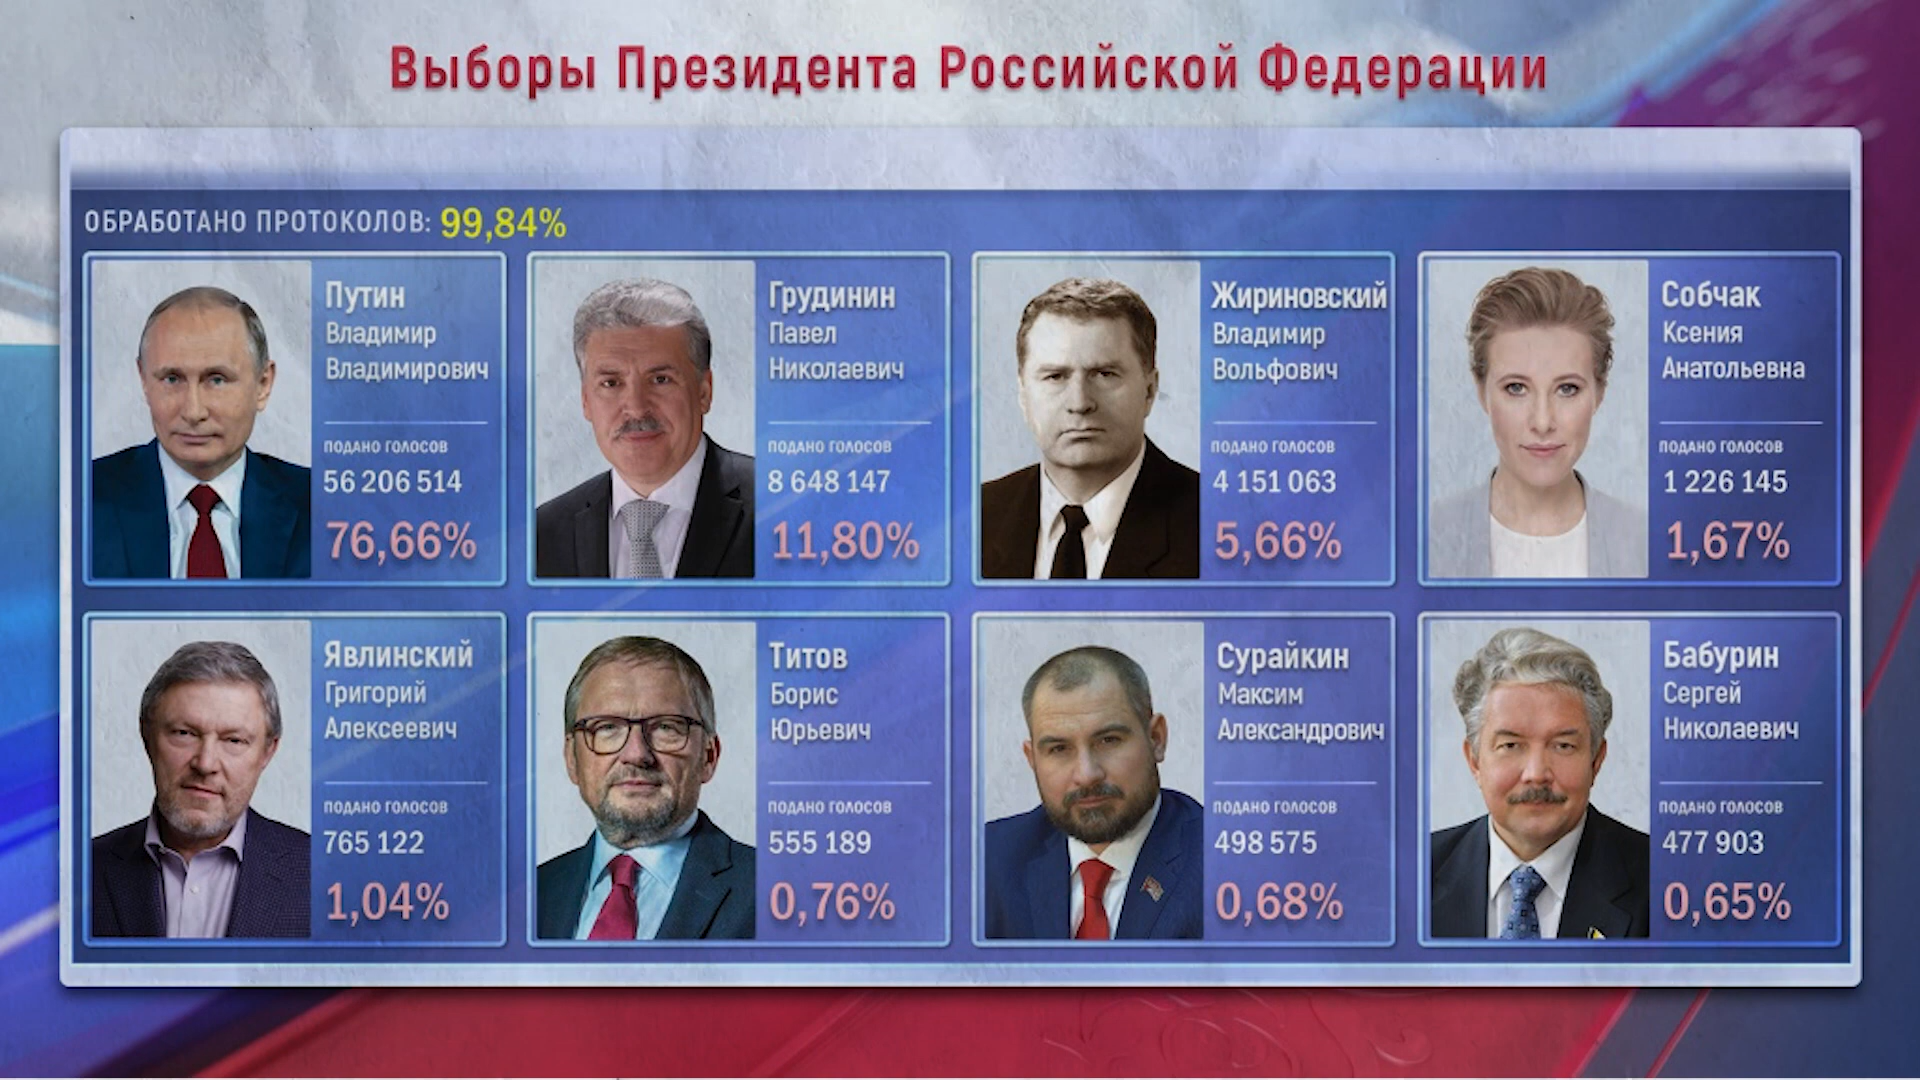 Выборы Президента Российской Федерации
ОБРАБОТАНО ПРОТОКОЛОВ: 99,84%
Путин
Владимир
Владимирович
ПОДАНО ГОЛОСОВ
56 206 514
76,66%
Грудинин
Павел
Николаевич
ПОДАНО ГОЛОСОВ
8 648 147
11,80%
Жириновский
Владимир
Вольфович
ПОДАНО ГОЛОСОВ
4 151 063
5,66%
Собчак
Ксения
Анатольевна
ПОДАНО ГОЛОСОВ
1 226 145
1,67%
Явлинский
Григорий
Алексеевич
ПОДАНО ГОЛОСОВ
765 122
1,04%
Титов
Борис
Юрьевич
ПОДАНО ГОЛОСОВ
555 189
0,76%
Сурайкин
Максим
Александрович
ПОДАНО ГОЛОСОВ
498 575
0,68%
Бабурин
Сергей
Николаевич
ПОДАНО ГОЛОСОВ
477 903
0,65%